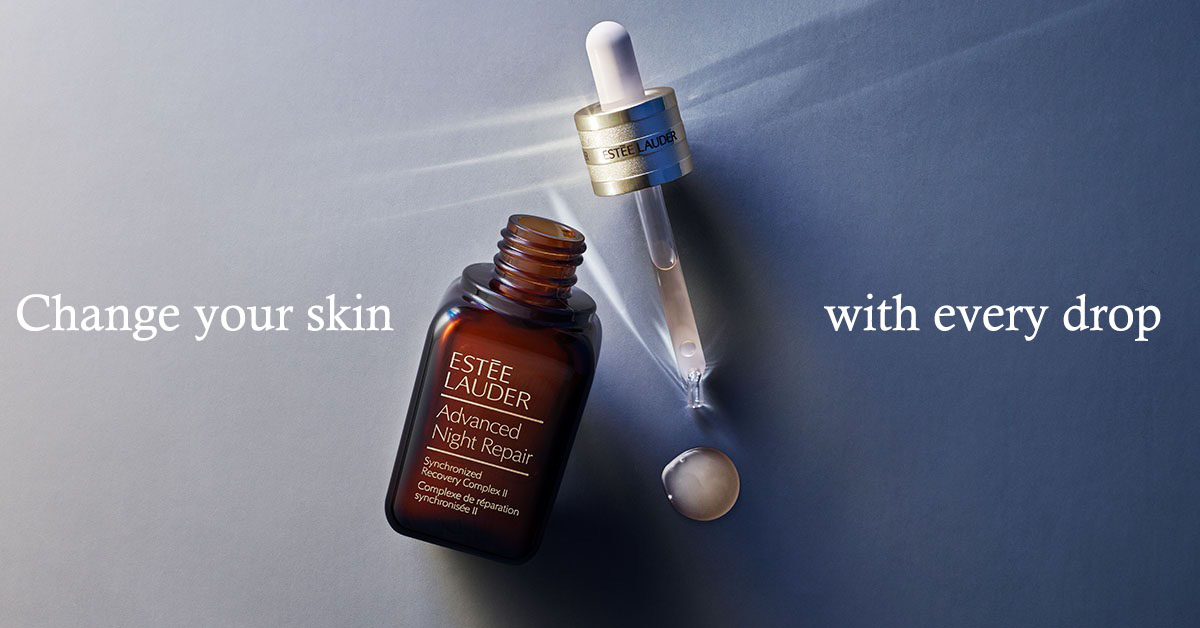 ESTĒE LAUDER
Change your skin
with every drop
ESTĒE
LAUDER
Advanced
Night Repair
Synchronized
Recovery Complex II
Complexe de réparation
synchronisée II